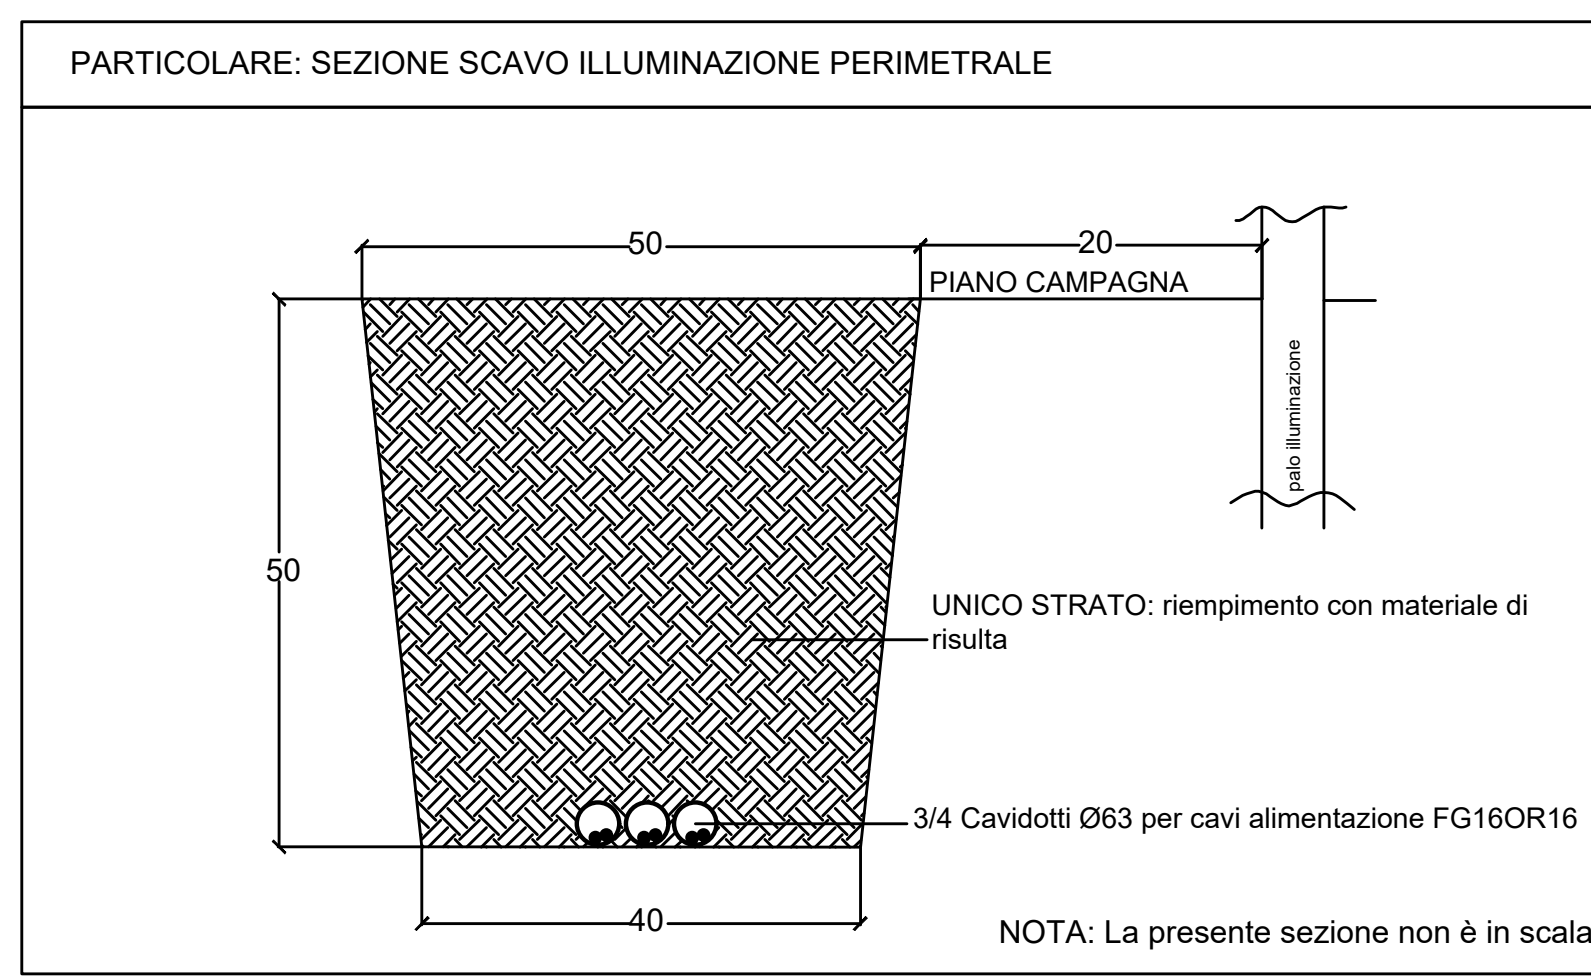 PARTICOLARE: SEZIONE SCAVO ILLUMINAZIONE PERIMETRALE
50
20
PIANO CAMPAGNA
palo illuminazione
50
UNICO STRATO: riempimento con materiale di
risulta
3/4 Cavidotti Ø63 per cavi alimentazione FG16OR16
40
NOTA: La presente sezione non è in scala